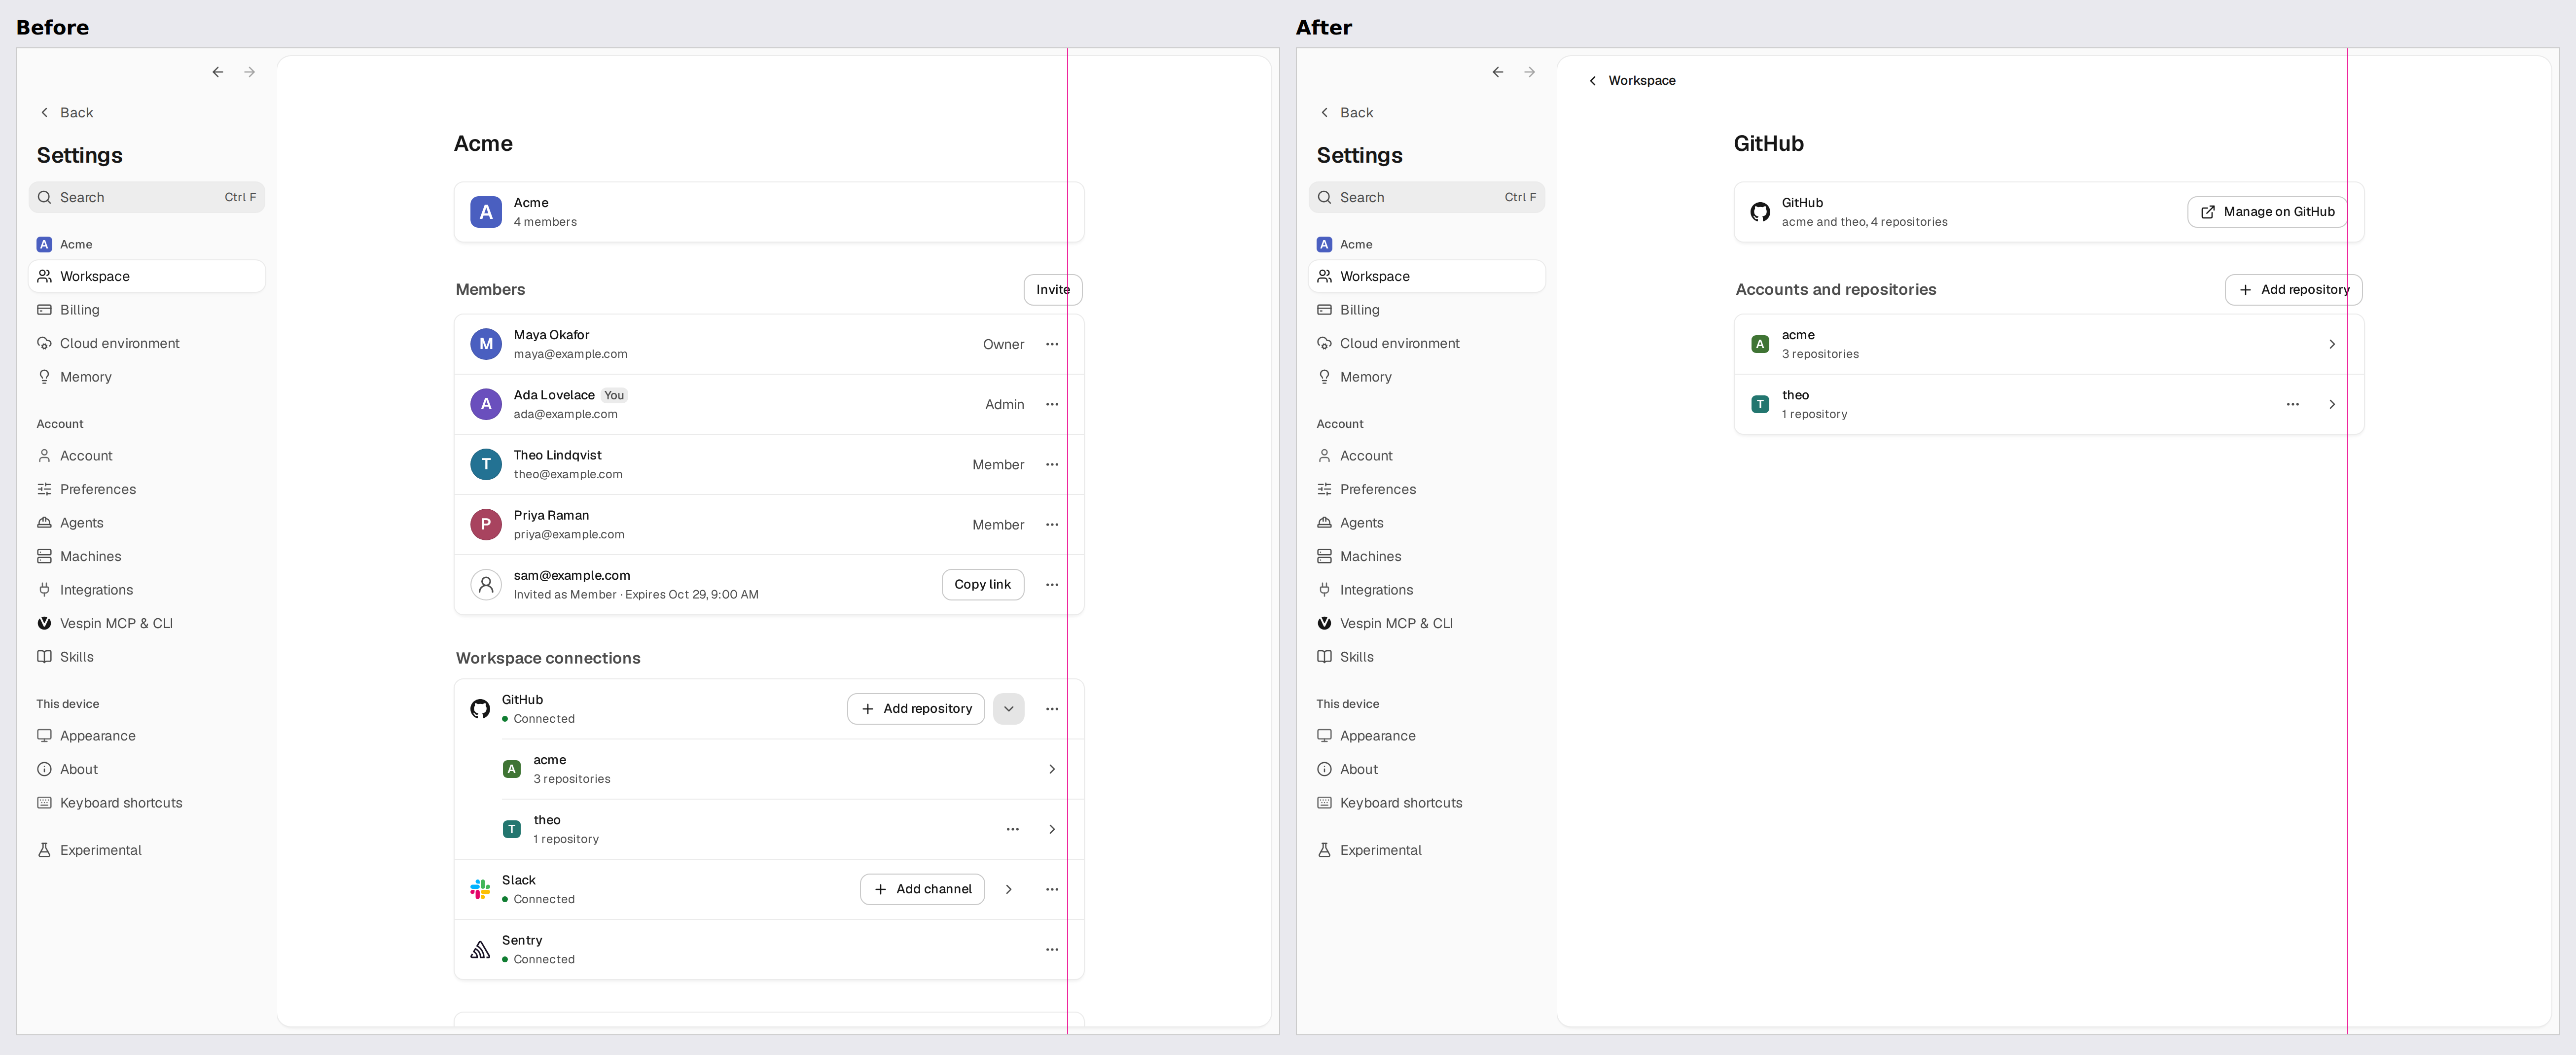 Before
Back
Settings
Search Ctrl F
A Acme
Workspace
Billing
Cloud environment
Memory
Account
Account
Preferences
Agents
Machines
Integrations
Vespin MCP & CLI
Skills
This device
Appearance
About
Keyboard shortcuts
Experimental
Acme
A Acme
4 members
Members Invite
M Maya Okafor
maya@example.com
Owner
A Ada Lovelace You
ada@example.com
Admin
T Theo Lindqvist
theo@example.com
Member
P Priya Raman
priya@example.com
Member
sam@example.com
Invited as Member · Expires Oct 29, 9:00 AM
Copy link
Workspace connections
GitHub
Connected
Add repository
A acme
3 repositories
T theo
1 repository
Slack
Connected
Add channel
Sentry
Connected
After
Back
Settings
Search Ctrl F
A Acme
Workspace
Billing
Cloud environment
Memory
Account
Account
Preferences
Agents
Machines
Integrations
Vespin MCP & CLI
Skills
This device
Appearance
About
Keyboard shortcuts
Experimental
Workspace
GitHub
GitHub
acme and theo, 4 repositories
Manage on GitHub
Accounts and repositories Add repository
A acme
3 repositories
T theo
1 repository